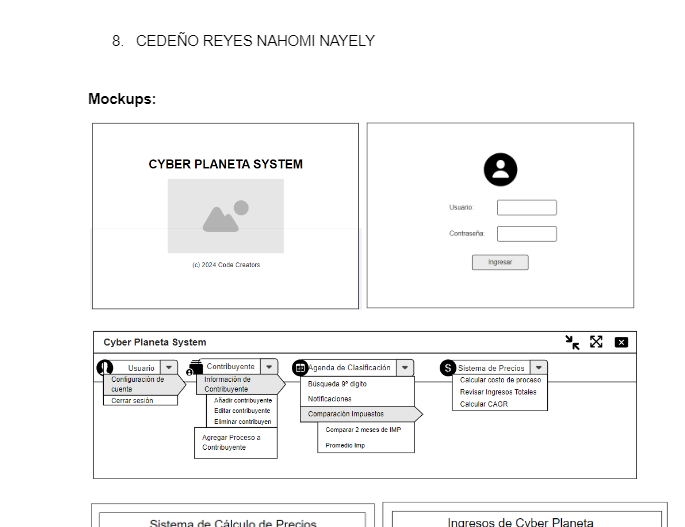 8. CEDEÑO REYES NAHOMI NAYELY
Mockups:
CYBER PLANETA SYSTEM
(c) 2024 Code Creators
Usuario:
Contraseña:
Ingresar
Cyber Planeta System
Usuario
Configuración de
cuenta
Cerrar sesión
Contribuyente
Información de
Contribuyente
Añadir contribuyente
Editar contribuyente
Eliminar contribuyen
Agregar Proceso a
Contribuyente
Agenda de Clasificación
Búsqueda 9º dígito
Notificaciones
Comparación Impuestos
Comparar 2 meses de IMP
Promedio Imp
S Sistema de Precios
Calcular costo de proceso
Revisar Ingresos Totales
Calcular CAGR
Sistema de Cálculo de Precios
Ingresos de Cyber Planeta